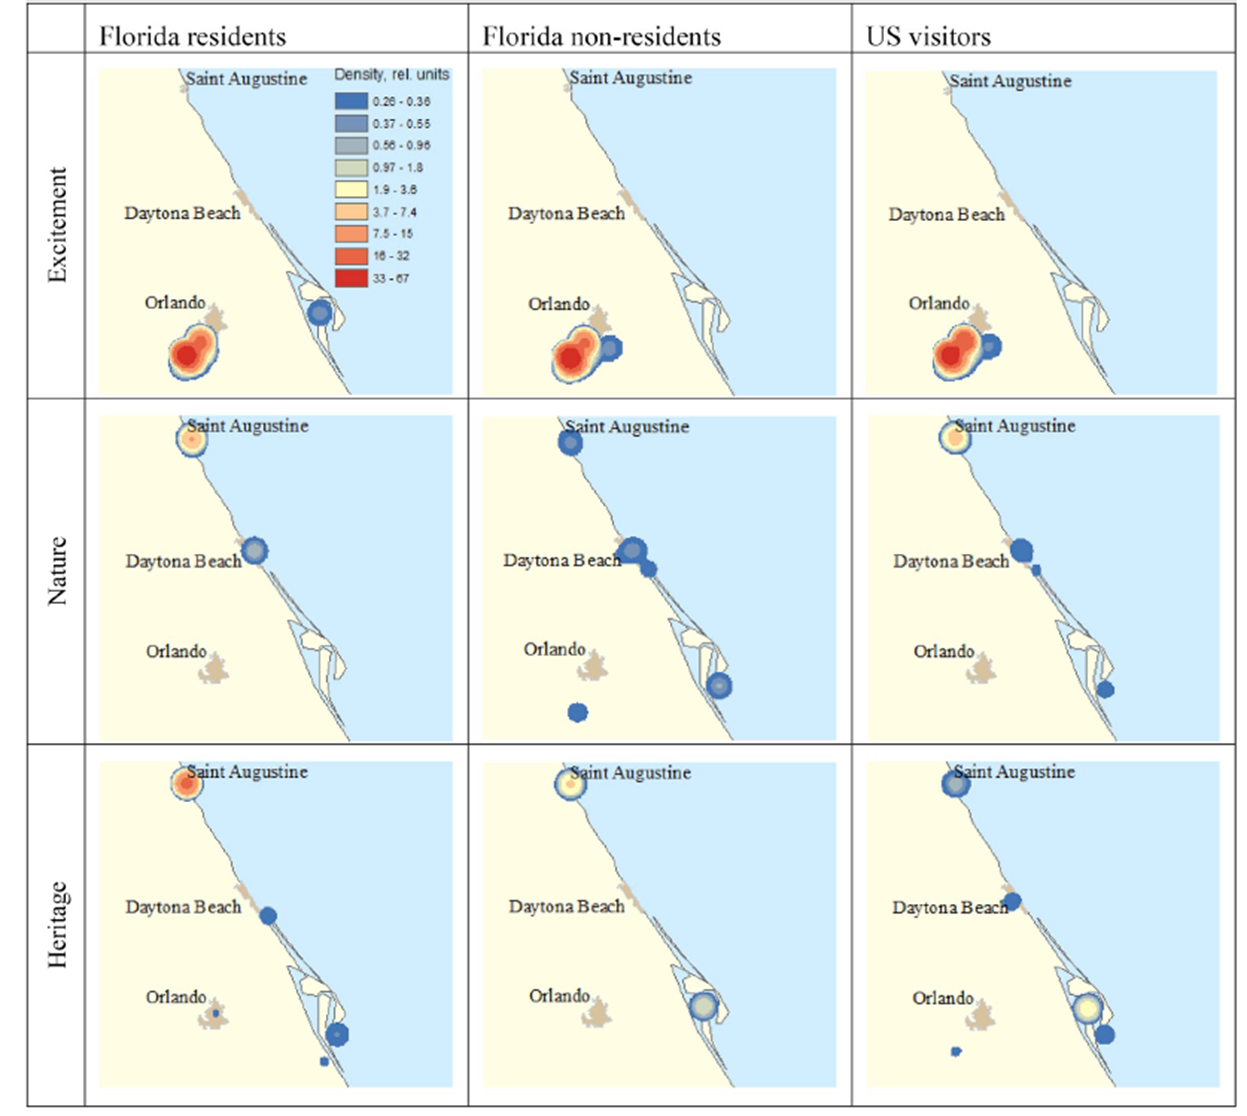 Florida residents
Florida non-residents
US visitors
Excitement
Saint Augustine
Density, rel. units
0.26 - 0.36
0.37 - 0.55
0.56 - 0.96
0.97 - 1.8
1.9 - 3.6
3.7 - 7.4
7.5 - 15
16 - 32
33 - 67
Daytona Beach
Orlando
Saint Augustine
Daytona Beach
Orlando
Saint Augustine
Daytona Beach
Orlando
Nature
Saint Augustine
Daytona Beach
Orlando
Saint Augustine
Daytona Beach
Orlando
Saint Augustine
Daytona Beach
Orlando
Heritage
Saint Augustine
Daytona Beach
Orlando
Saint Augustine
Daytona Beach
Orlando
Saint Augustine
Daytona Beach
Orlando